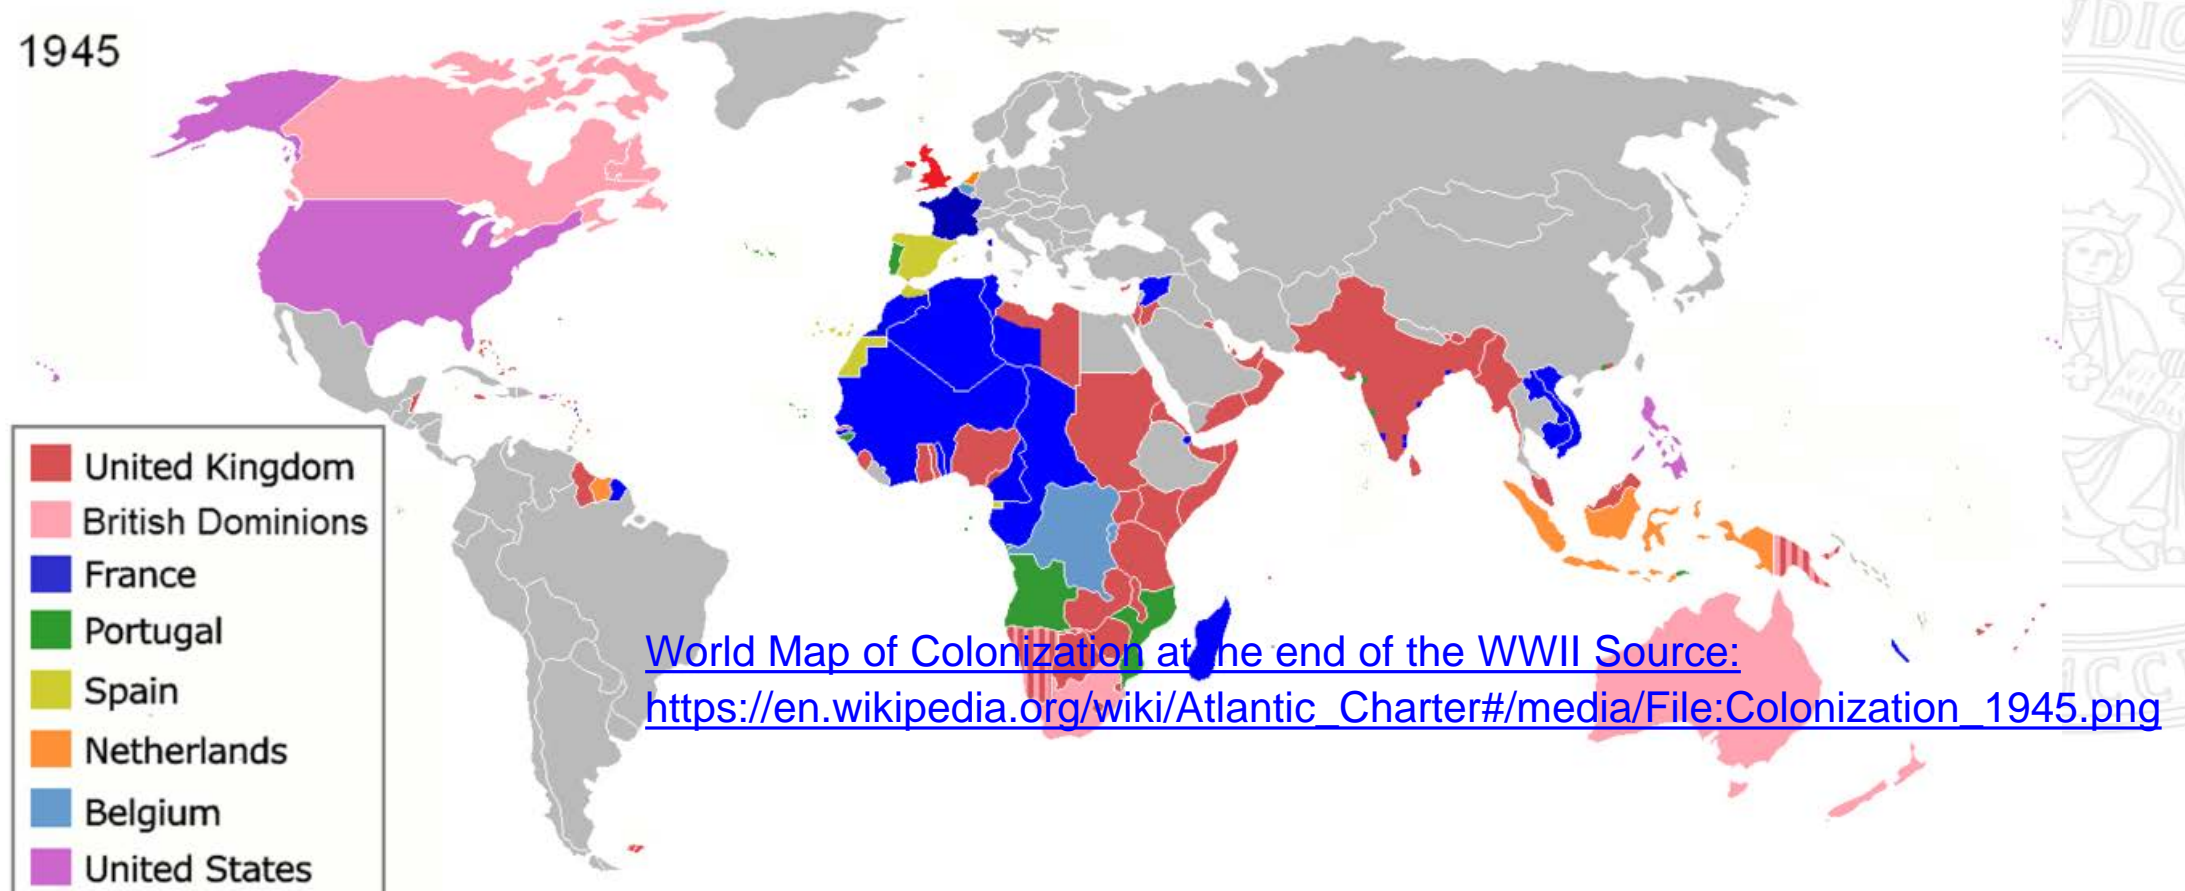 1945
United Kingdom
British Dominions
France
Portugal
Spain
Netherlands
Belgium
United States
World Map of Colonization at the end of the WWII Source:
https://en.wikipedia.org/wiki/Atlantic_Charter#/media/File:Colonization_1945.png